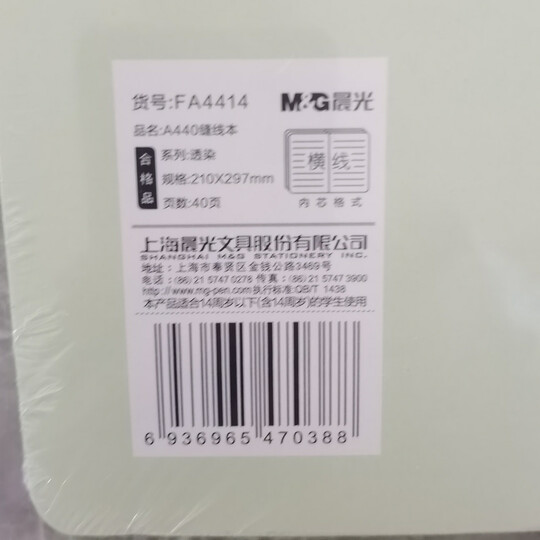 货号:FA4414
M&G晨光
品名:A440缝线本
合格品
系列:透染
规格:210X297mm
页数:40页
横线
内芯格式
上海晨光文具股份有限公司
SHANGHAI M&G STATIONERY INC.
地址:上海市奉贤区金钱公路3469号
电话:(86) 21 5747 0278 传真:(86) 21 5747 3900
http://www.mg-pen.com 执行标准:QB/T 1438
本产品适合14周岁以下(含14周岁)的学生使用
6 936965 470388